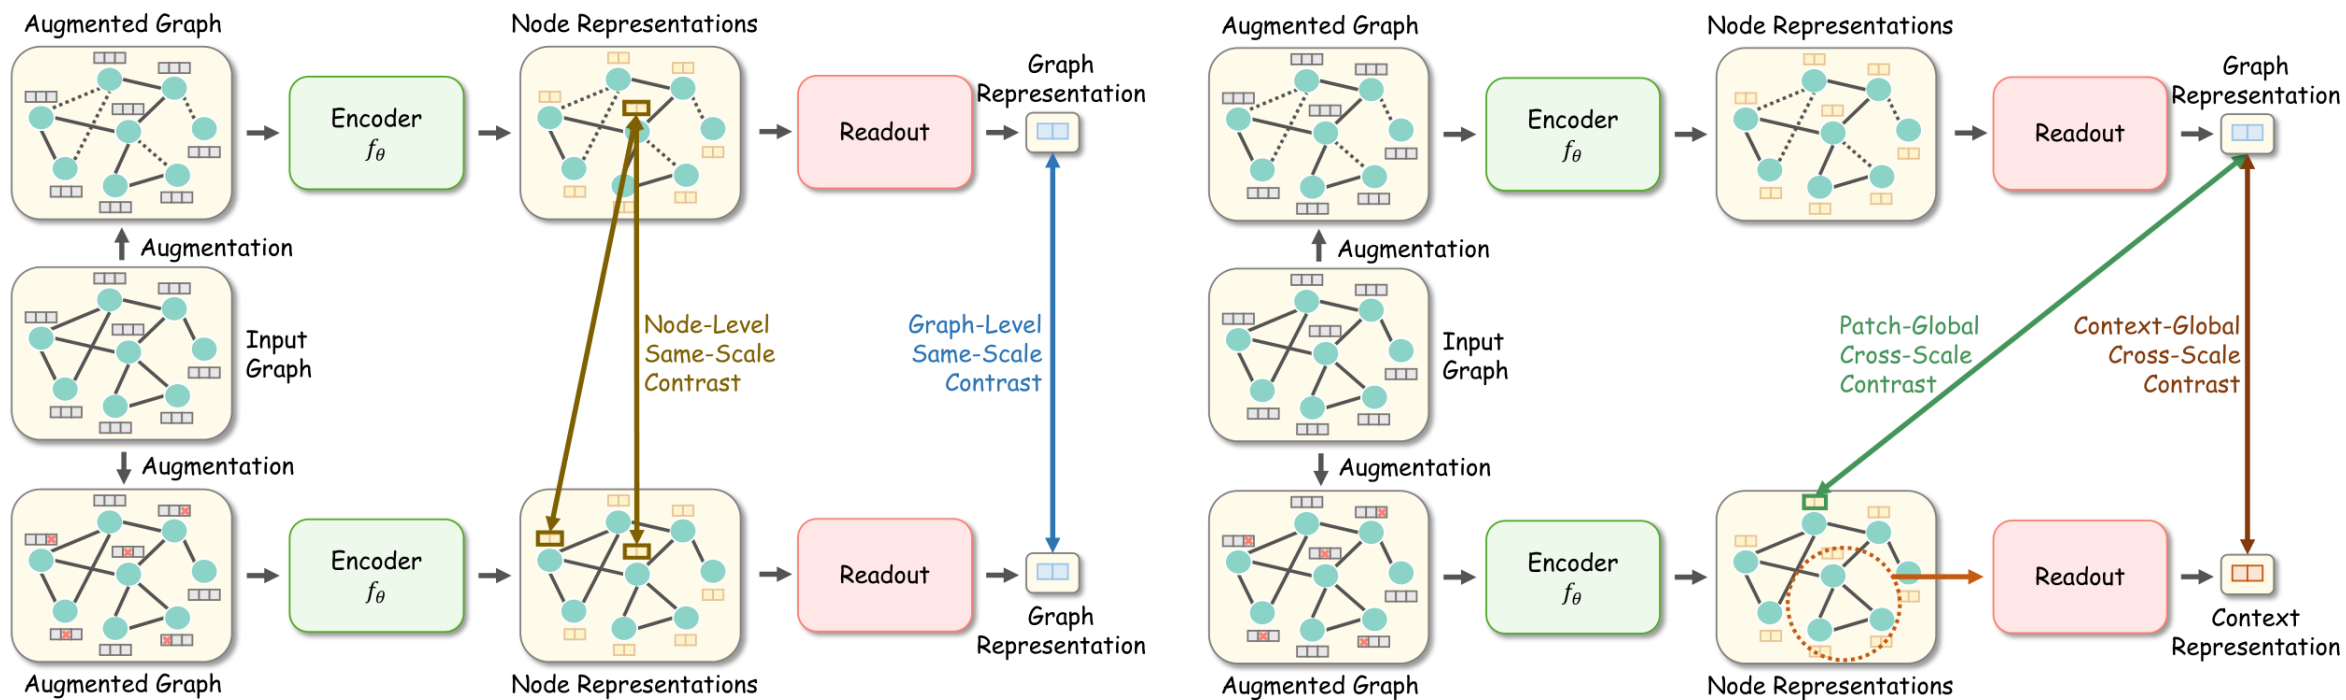 Augmented Graph
Node Representations
Graph
Representation
Encoder
fθ
Readout
Augmentation
Input
Graph
Node-Level
Same-Scale
Contrast
Graph-Level
Same-Scale
Contrast
Augmentation
Encoder
fθ
Readout
Graph
Representation
Augmented Graph
Node Representations
Augmented Graph
Node Representations
Graph
Representation
Encoder
fθ
Readout
Augmentation
Input
Graph
Patch-Global
Cross-Scale
Contrast
Context-Global
Cross-Scale
Contrast
Augmentation
Encoder
fθ
Readout
Context
Representation
Augmented Graph
Node Representations